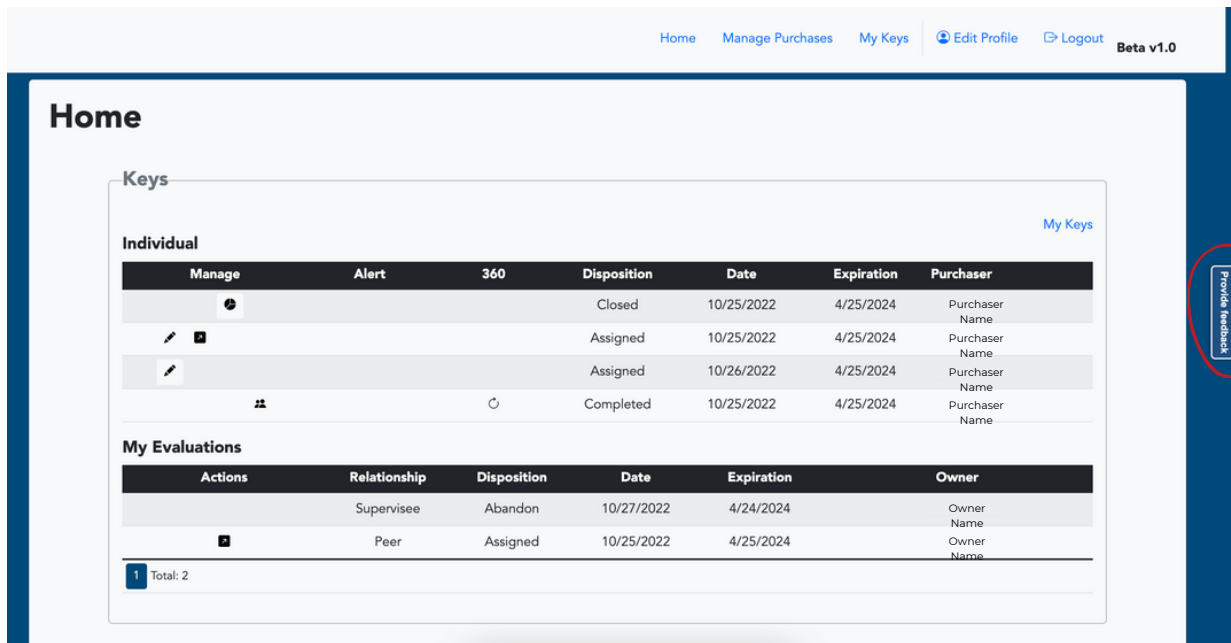 Home Manage Purchases My Keys Edit Profile Logout Beta v1.0
Home
Keys
My Keys
Individual
Manage Alert 360 Disposition Date Expiration Purchaser
Closed 10/25/2022 4/25/2024 Purchaser
Name
Assigned 10/25/2022 4/25/2024 Purchaser
Name
Assigned 10/26/2022 4/25/2024 Purchaser
Name
Completed 10/25/2022 4/25/2024 Purchaser
Name
My Evaluations
Actions Relationship Disposition Date Expiration Owner
Supervisee Abandon 10/27/2022 4/24/2024 Owner
Name
Peer Assigned 10/25/2022 4/25/2024 Owner
Name
1 Total: 2
Provide feedback